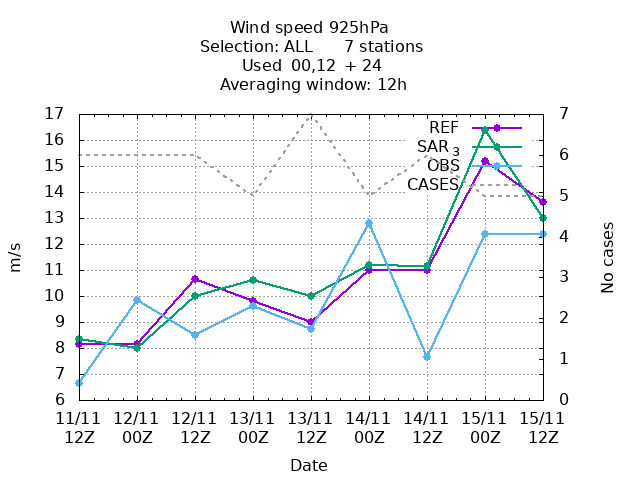 Wind speed 925hPa
Selection: ALL 7 stations
Used 00,12 + 24
Averaging window: 12h
17
16
15
14
13
12
11
10
9
8
7
6
m/s
7
6
5
4
3
2
1
0
No cases
REF
SAR 3
OBS
CASES
11/11 12/11 12/11 13/11 13/11 14/11 14/11 15/11 15/11
12Z 00Z 12Z 00Z 12Z 00Z 12Z 00Z 12Z
Date